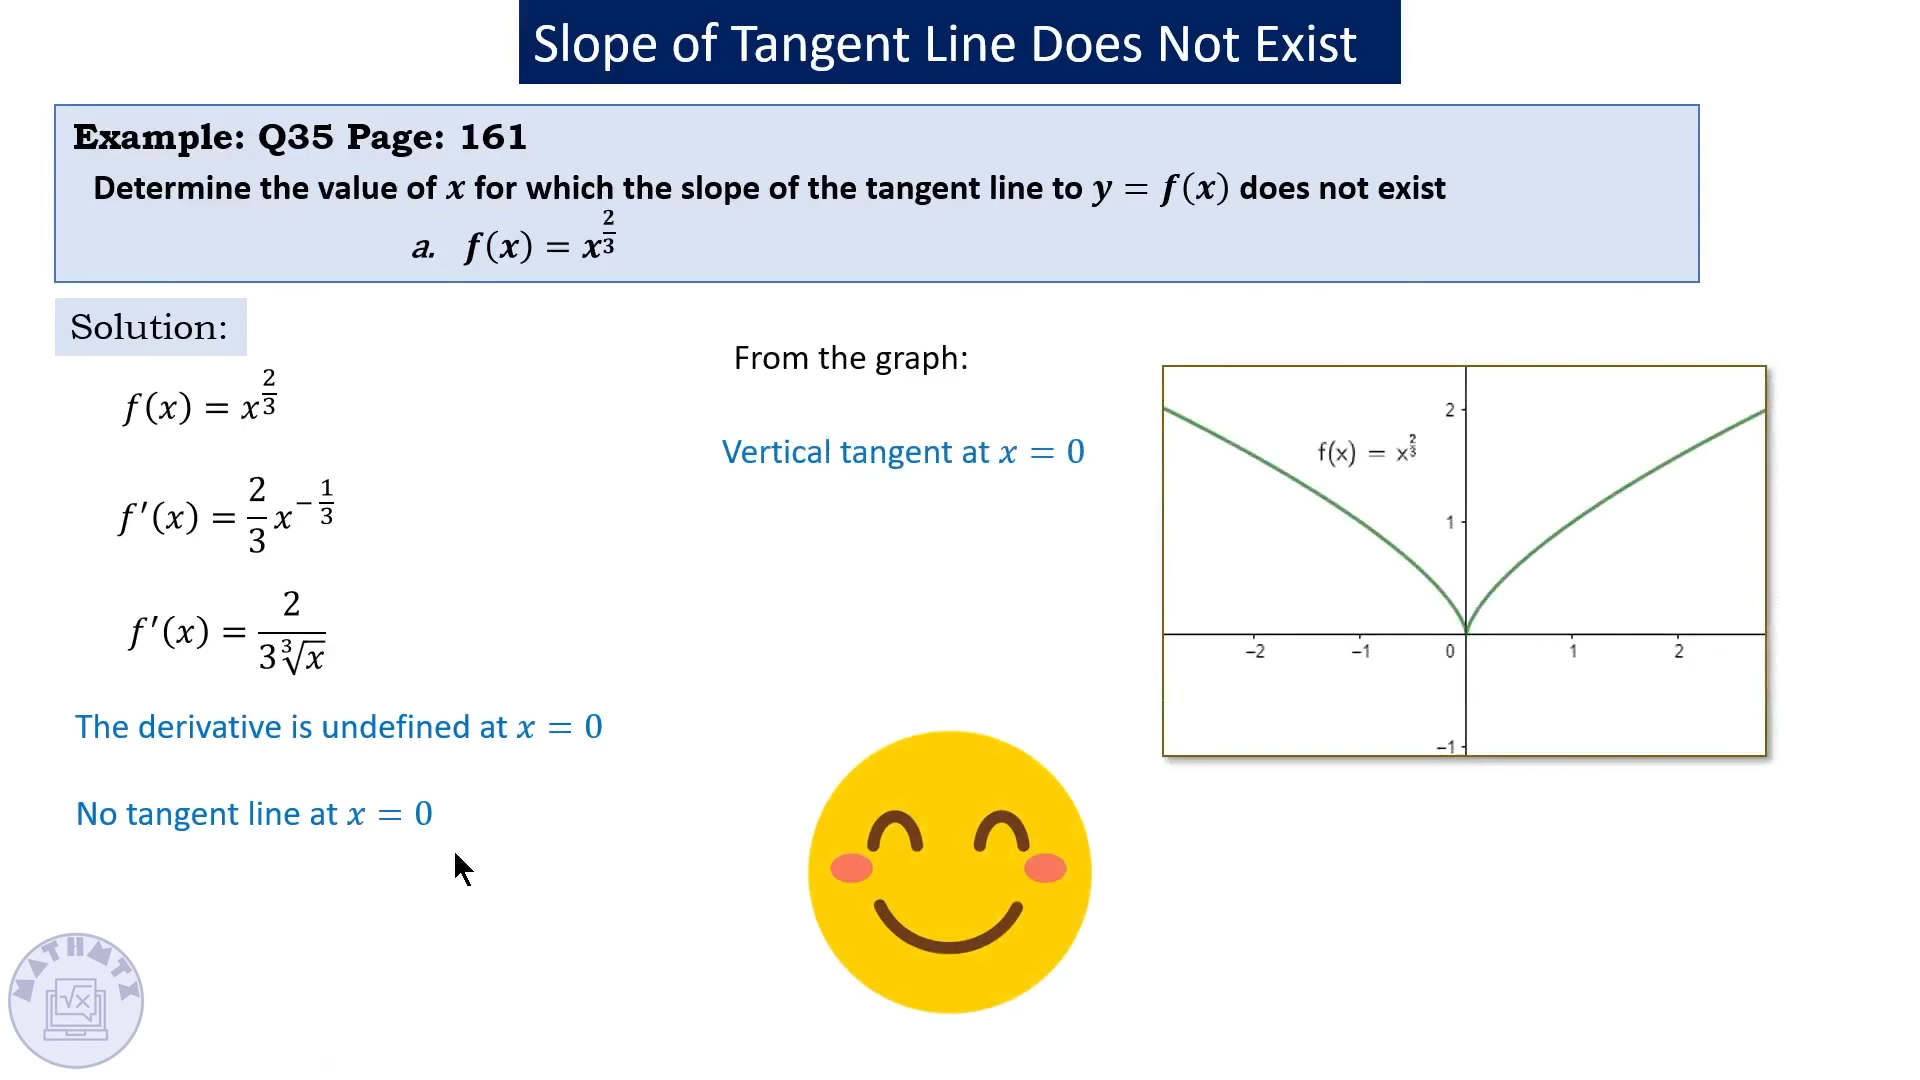 Slope of Tangent Line Does Not Exist
Example: Q35 Page: 161
Determine the value of x for which the slope of the tangent line to y = f(x) does not exist
a. f(x) = x^(2/3)
Solution:
f(x) = x^(2/3)
f′(x) = 2/3 x^(−1/3)
f′(x) = 2/(3∛x)
The derivative is undefined at x = 0
No tangent line at x = 0
From the graph:
Vertical tangent at x = 0
f(x) = x^(2/3)
2
1
−2 −1 0 1 2
−1
MATHMTX
√x